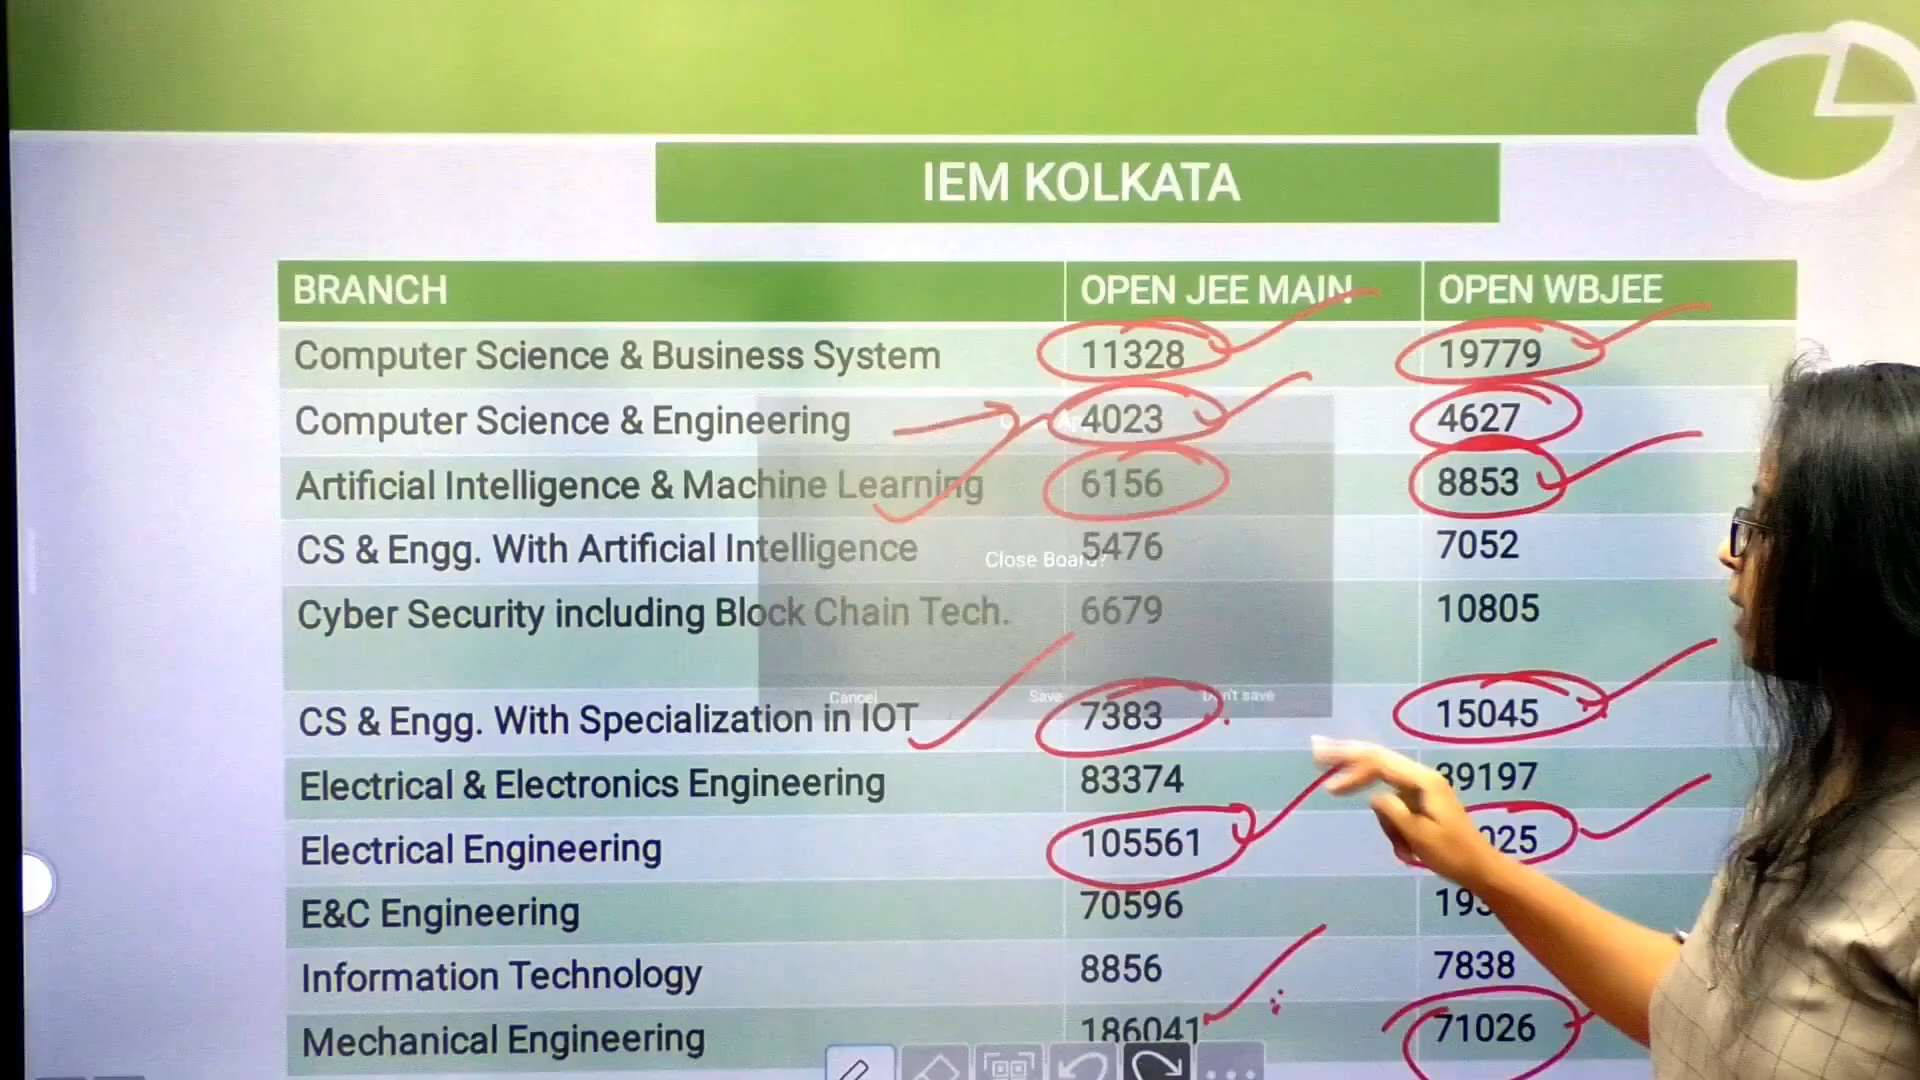 IEM KOLKATA
BRANCH OPEN JEE MAIN OPEN WBJEE
Computer Science & Business System 11328 19779
Computer Science & Engineering 4023 4627
Artificial Intelligence & Machine Learning 6156 8853
CS & Engg. With Artificial Intelligence 5476 7052
Close Board?
Cyber Security including Block Chain Tech. 6679 10805
Cancel Save Don't save
CS & Engg. With Specialization in IOT 7383 15045
Electrical & Electronics Engineering 83374 39197
Electrical Engineering 105561
E&C Engineering 70596
Information Technology 8856 7838
Mechanical Engineering 186041 71026